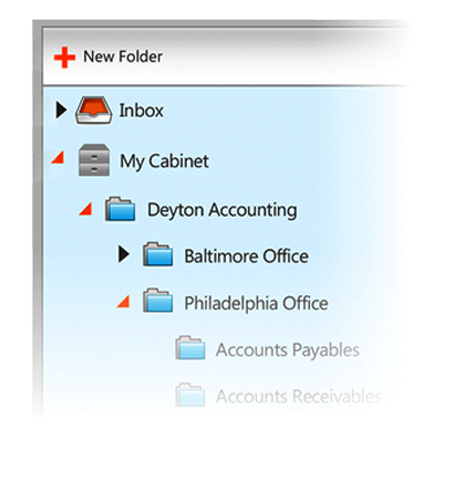 New Folder
Inbox
My Cabinet
Deyton Accounting
Baltimore Office
Philadelphia Office
Accounts Payables
Accounts Receivables